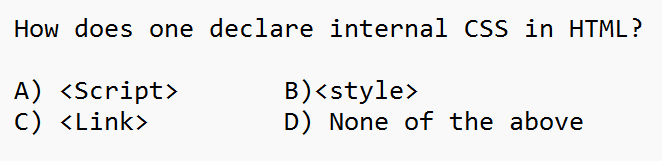 How does one declare internal CSS in HTML?
A) <Script> B)<style>
C) <Link> D) None of the above